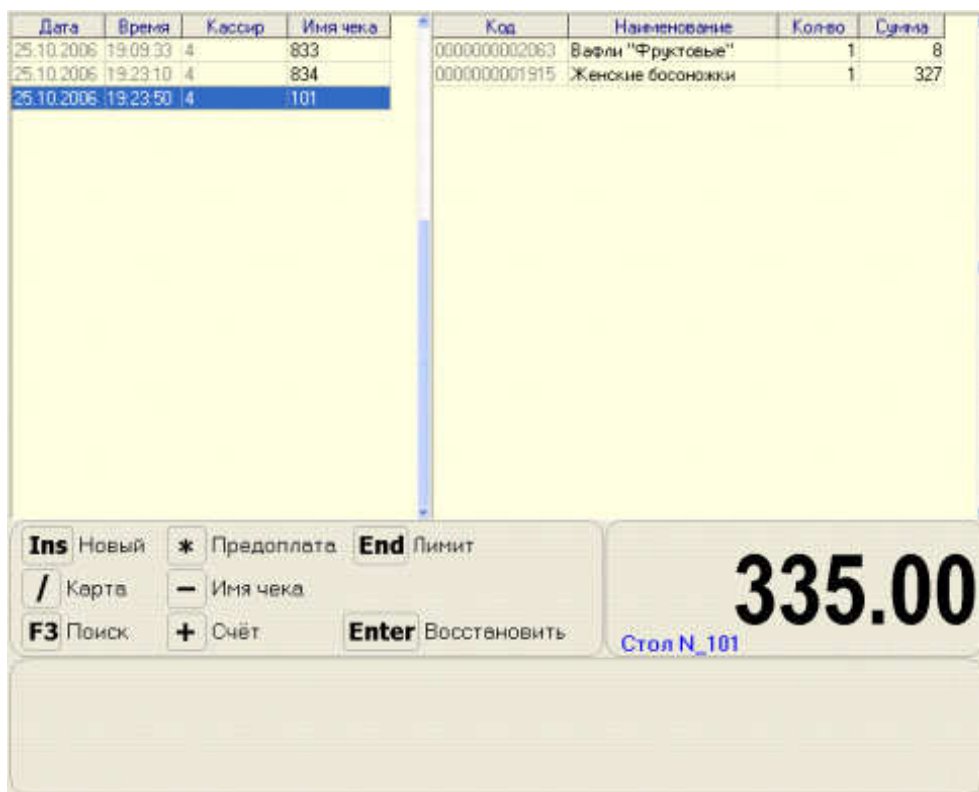 Дата Время Кассир Имя чека
25.10.2006 19:09:33 4 833
25.10.2006 19:23:10 4 834
25.10.2006 19:23:50 4 101
Код Наименование Кол-во Сумма
0000000002063 Вафли "Фруктовые" 1 8
0000000001915 Женские босоножки 1 327
Ins Новый * Предоплата End Лимит
/ Карта – Имя чека
F3 Поиск + Счёт Enter Восстановить
335.00
Стол N_101